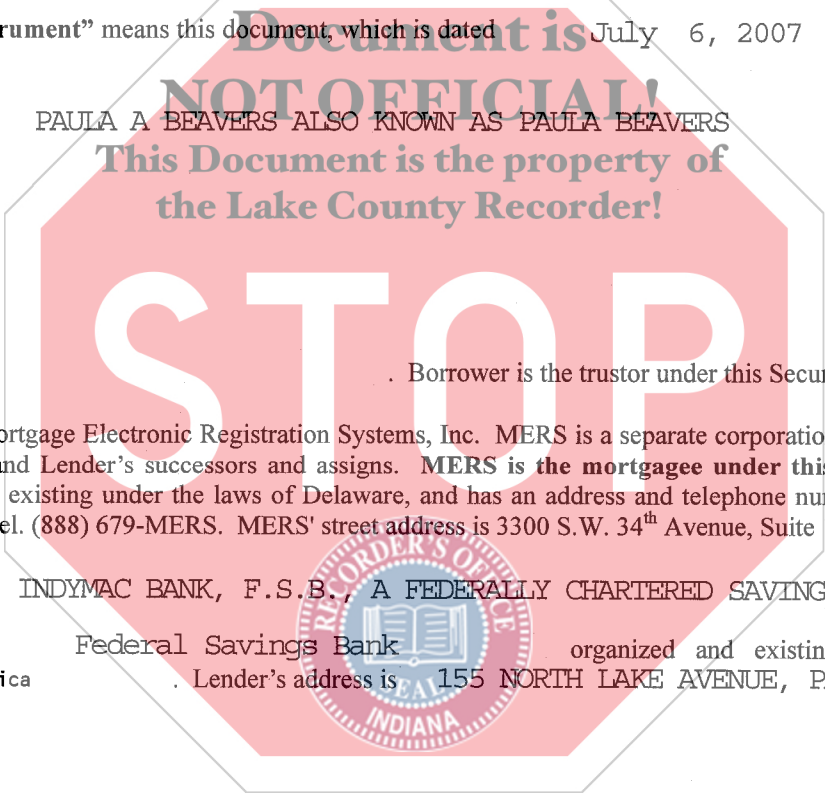 rument” means this document, which is dated July 6, 2007
Document is
NOT OFFICIAL!
PAULA A BEAVERS ALSO KNOWN AS PAULA BEAVERS
This Document is the property of
the Lake County Recorder!
STOP
. Borrower is the trustor under this Secur
ortgage Electronic Registration Systems, Inc. MERS is a separate corporatio
nd Lender’s successors and assigns. MERS is the mortgagee under this
existing under the laws of Delaware, and has an address and telephone nu
el. (888) 679-MERS. MERS' street address is 3300 S.W. 34th Avenue, Suite
INDYMAC BANK, F.S.B., A FEDERALLY CHARTERED SAVING
Federal Savings Bank organized and existin
ica . Lender’s address is 155 NORTH LAKE AVENUE, P
RECORDER'S OFFICE
SEAL
INDIANA